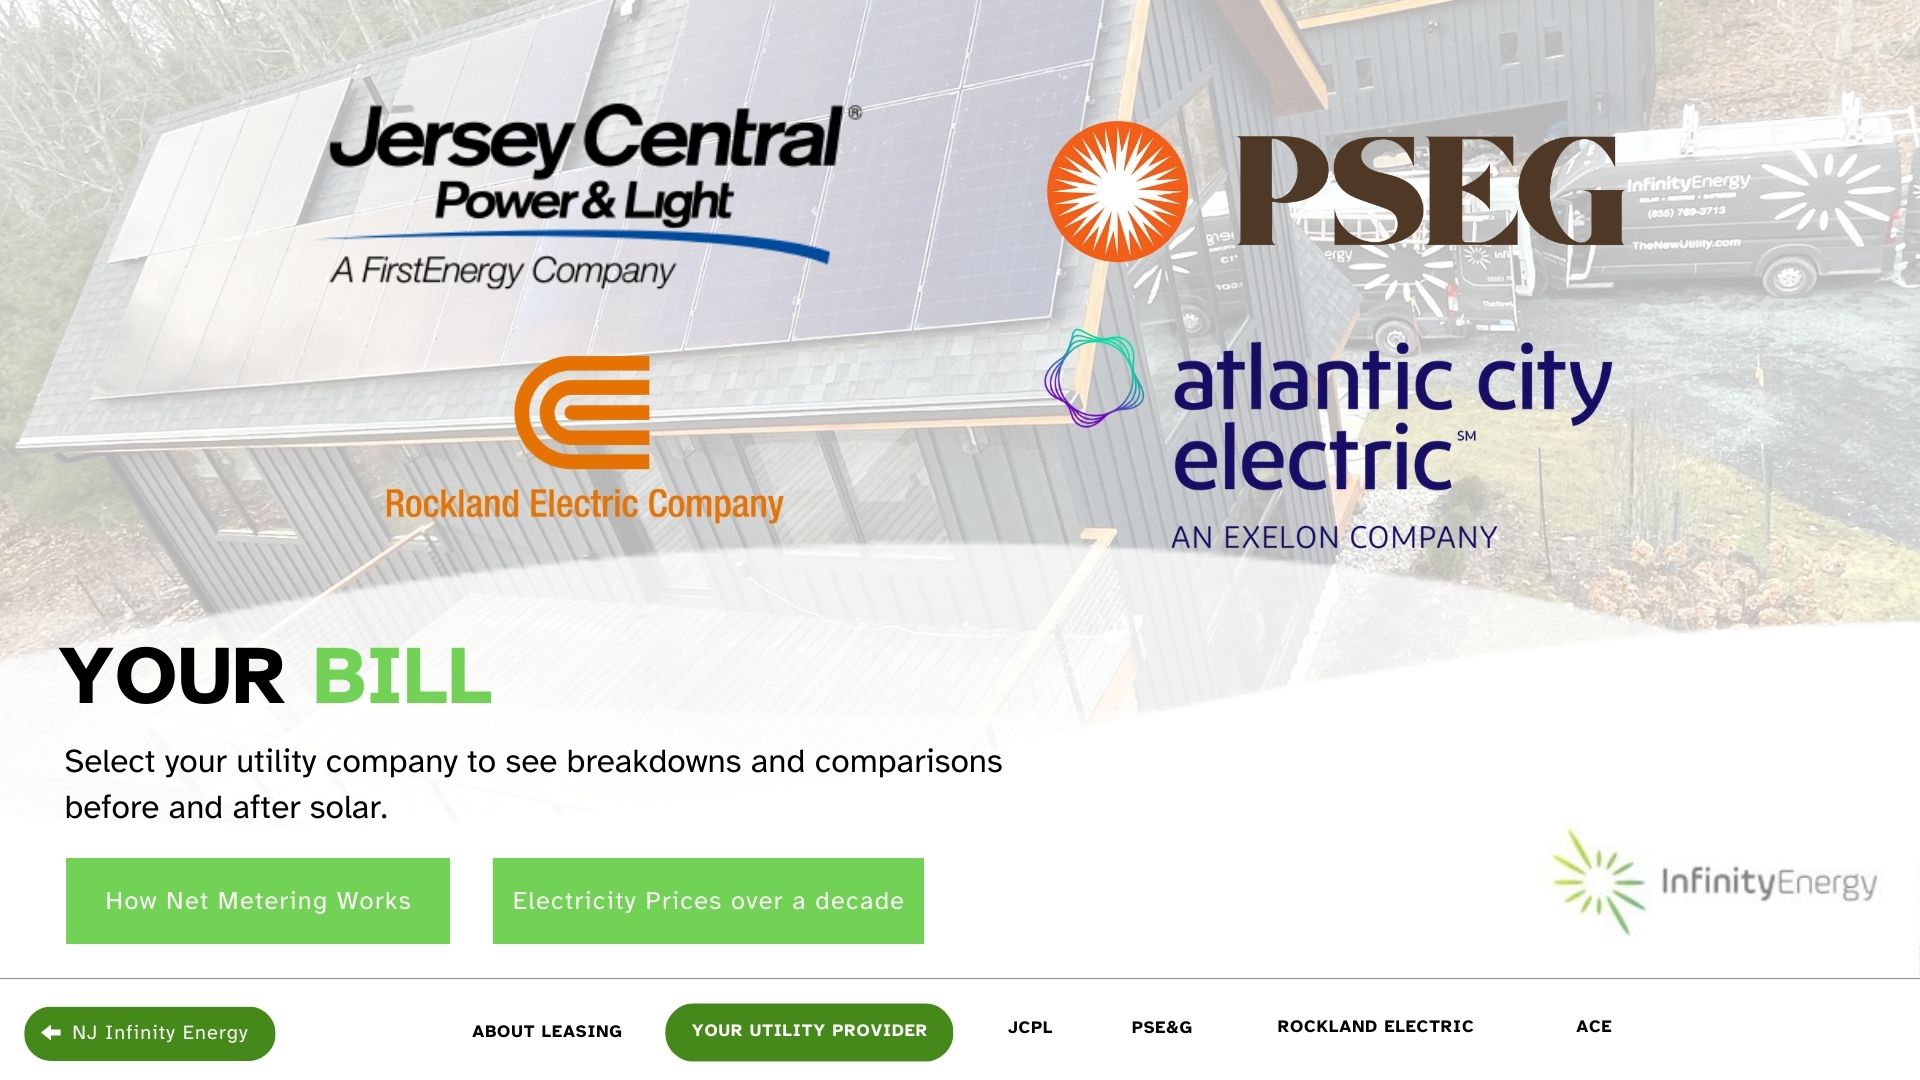 Jersey Central®
Power & Light
A FirstEnergy Company
PSEG
InfinityEnergy
(855) 769-3713
TheNewUtility.com
Rockland Electric Company
atlantic city
electric℠
AN EXELON COMPANY
YOUR BILL
Select your utility company to see breakdowns and comparisons
before and after solar.
How Net Metering Works
Electricity Prices over a decade
InfinityEnergy
NJ Infinity Energy
ABOUT LEASING
YOUR UTILITY PROVIDER
JCPL
PSE&G
ROCKLAND ELECTRIC
ACE